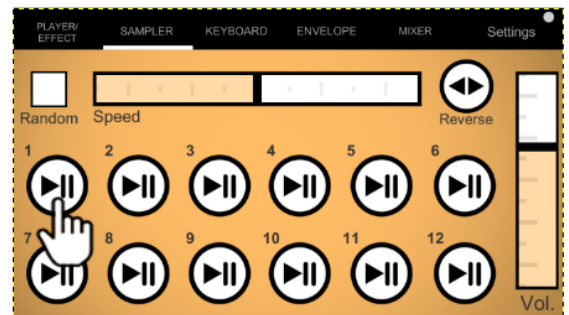 PLAYER/
EFFECT
SAMPLER
KEYBOARD
ENVELOPE
MIXER
Settings
Random
Speed
Reverse
1 2 3 4 5 6
7 8 9 10 11 12
Vol.